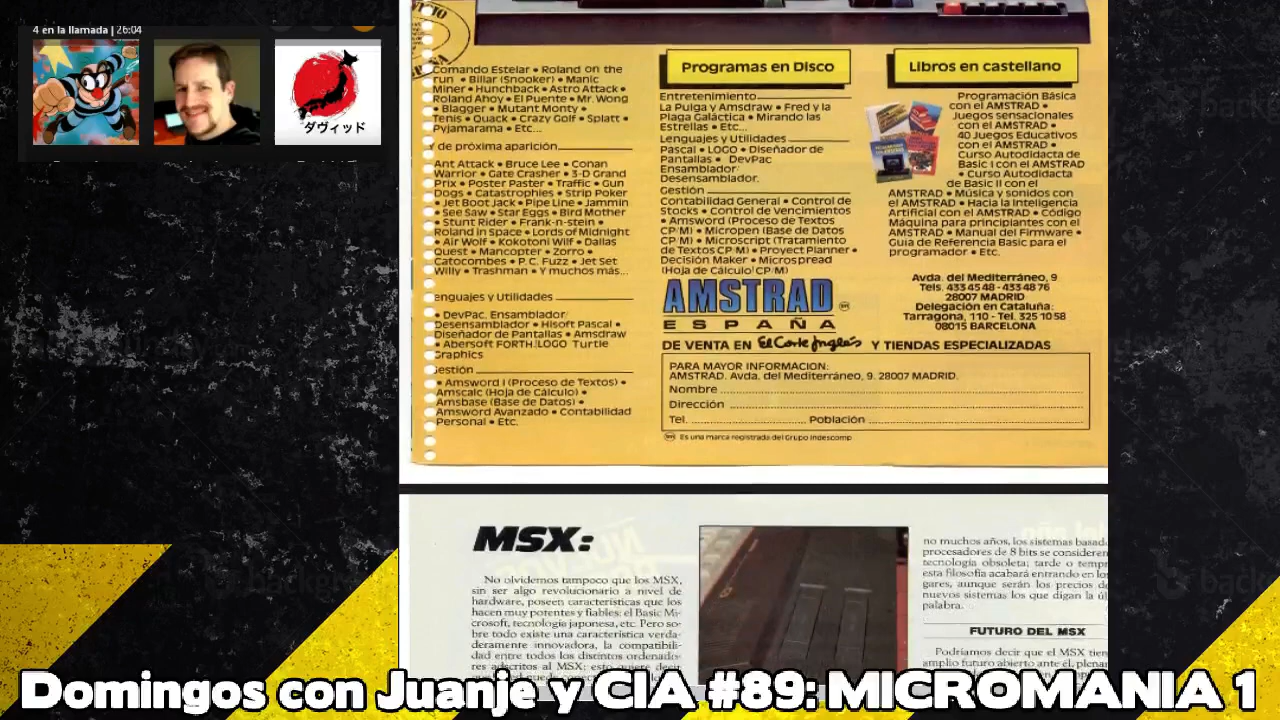 4 en la llamada | 26:04
ダヴィッド
Comando Estelar • Roland on the
run • Billar (Snooker) • Manic
Miner • Hunchback • Astro Attack •
Roland Ahoy • El Puente • Mr. Wong
• Blagger • Mutant Monty •
Tenis • Quack • Crazy Golf • Splatt •
Pyjamarama • Etc...
Y de próxima aparición
Ant Attack • Bruce Lee • Conan
Warrior • Gate Crasher • 3-D Grand
Prix • Poster Paster • Traffic • Gun
Dogs • Catastrophies • Strip Poker
• Jet Boot Jack • Pipe Line • Jammin
• See Saw • Star Eggs • Bird Mother
• Stunt Rider • Frank-n-stein •
Roland in Space • Lords of Midnight
• Air Wolf • Kokotoni Wilf • Dallas
Quest • Mancopter • Zorro •
Catocombes • P.C. Fuzz • Jet Set
Willy • Trashman • Y muchos más...
enguajes y Utilidades
• DevPac. Ensamblador/
Desensamblador • Hisoft Pascal •
Diseñador de Pantallas • Amsdraw
• Abersoft FORTH. LOGO Turtle
Graphics
estión
• Amsword I (Proceso de Textos) •
Amscalc (Hoja de Cálculo) •
Amsbase (Base de Datos) •
Amsword Avanzado • Contabilidad
Personal • Etc.
Programas en Disco
Entretenimiento
La Pulga y Amsdraw • Fred y la
Plaga Galáctica • Mirando las
Estrellas • Etc...
Lenguajes y Utilidades
Pascal • LOGO • Diseñador de
Pantallas • DevPac
Ensamblador/
Desensamblador.
Gestión
Contabilidad General • Control de
Stocks • Control de vencimientos
• Amsword (Proceso de Textos
CP/M) • Micropen (Base de Datos
CP/M) • Microscript (Tratamiento
de Textos CP/M) • Proyect Planner •
Decisión Maker • Microspread
(Hoja de Cálculo CP/M)
Libros en castellano
Programación Básica
con el AMSTRAD •
Juegos sensacionales
con el AMSTRAD •
40 Juegos Educativos
con el AMSTRAD •
Curso Autodidacta de
Basic I con el AMSTRAD
• Curso Autodidacta
de Basic II con el
AMSTRAD • Música y sonidos con
el AMSTRAD • Hacia la Inteligencia
Artificial con el AMSTRAD • Código
Máquina para principiantes con el
AMSTRAD • Manual del Firmware •
Guia de Referencia Basic para el
programador • Etc.
Avda. del Mediterráneo, 9
Tels. 433 45 48 - 433 48 76
28007 MADRID
Delegación en Cataluña:
Tarragona, 110 - Tel. 325 10 58
08015 BARCELONA
AMSTRAD
ESPAÑA
DE VENTA EN El Corte Inglés Y TIENDAS ESPECIALIZADAS
PARA MAYOR INFORMACION:
AMSTRAD. Avda. del Mediterráneo, 9. 28007 MADRID.
Nombre
Dirección
Tel. Población
Es una marca registrada del Grupo Indescomp
MSX:
No olvidemos tampoco que los MSX,
sin ser algo revolucionario a nivel de
hardware, poseen características que los
hacen muy potentes y fiables: el Basic Mi-
crosoft, tecnología japonesa, etc. Pero so-
bre todo existe una característica verda-
deramente innovadora, la compatibili-
dad entre todos los distintos ordenado-
res adscritos al MSX: esto quiere decir
no muchos años, los sistemas basad
procesadores de 8 bits se consideren
tecnología obsoleta; tarde o temp
esta filosofía acabará entrando en los
gares, aunque serán los precios de
nuevos sistemas los que digan la úl
palabra.
FUTURO DEL MSX
Podríamos decir que el MSX tien
amplio futuro abierto ante él, plena
Domingos con Juanje y CIA #89: MICROMANIA 1